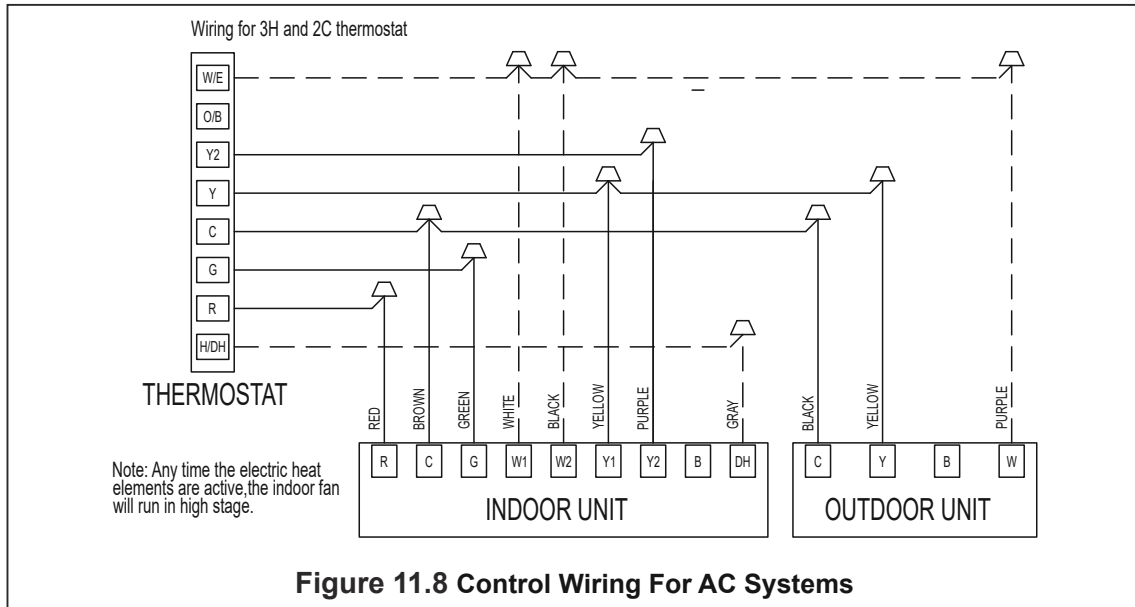 Wiring for 3H and 2C thermostat
W/E
O/B
Y2
Y
C
G
R
H/DH
THERMOSTAT
RED
BROWN
GREEN
WHITE
BLACK
YELLOW
PURPLE
GRAY
BLACK
YELLOW
PURPLE
R C G W1 W2 Y1 Y2 B DH
INDOOR UNIT
C Y B W
OUTDOOR UNIT
Note: Any time the electric heat
elements are active,the indoor fan
will run in high stage.
Figure 11.8 Control Wiring For AC Systems